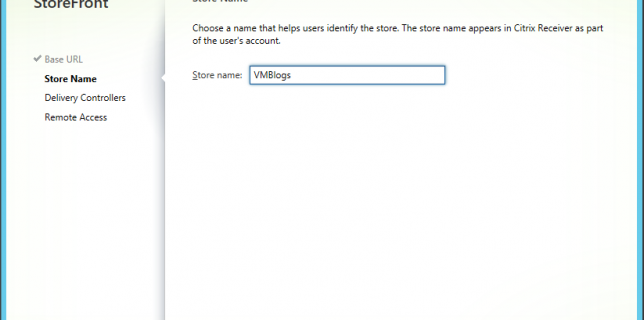 StoreFront
Store Name
Choose a name that helps users identify the store. The store name appears in Citrix Receiver as part
of the user's account.
Base URL
Store Name
Store name: VMBlogs
Delivery Controllers
Remote Access